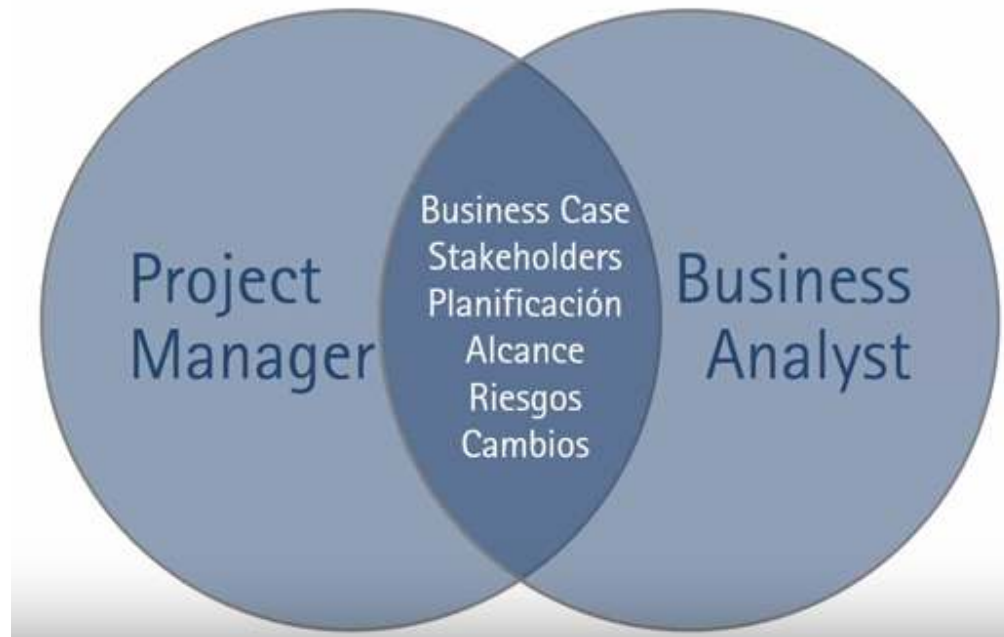 Project
Manager
Business Case
Stakeholders
Planificación
Alcance
Riesgos
Cambios
Business
Analyst